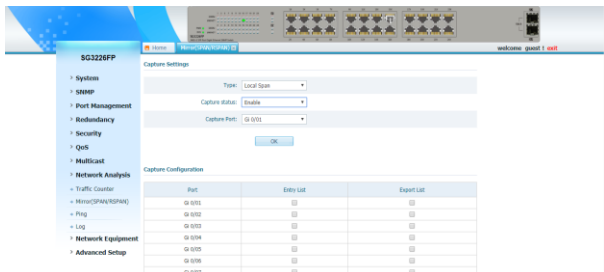 Home
Mirror(SPAN/RSPAN)
welcome guest ! exit
SG3226FP
System
SNMP
Port Management
Redundancy
Security
QoS
Multicast
Network Analysis
Traffic Counter
Mirror(SPAN/RSPAN)
Ping
Log
Network Equipment
Advanced Setup
Capture Settings
Type: Local Span
Capture status: Enable
Capture Port: Gi 0/01
OK
Capture Configuration
Port Entry List Export List
Gi 0/01
Gi 0/02
Gi 0/03
Gi 0/04
Gi 0/05
Gi 0/06